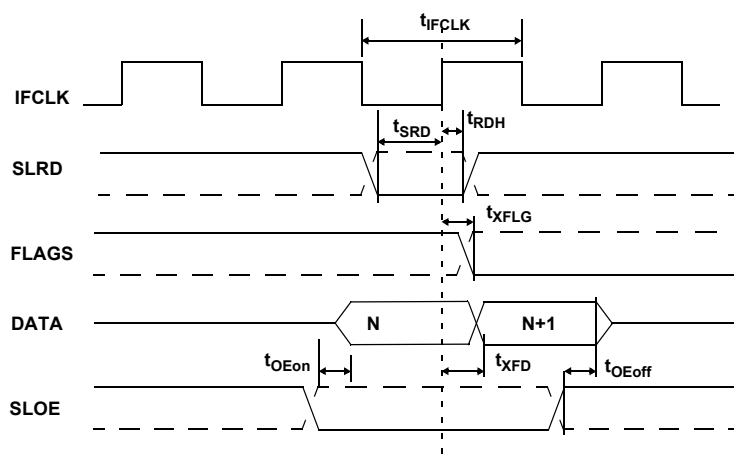 tIFCLK
IFCLK
tSRD
tRDH
SLRD
tXFLG
FLAGS
DATA
N
N+1
tOEon
tXFD
tOEoff
SLOE